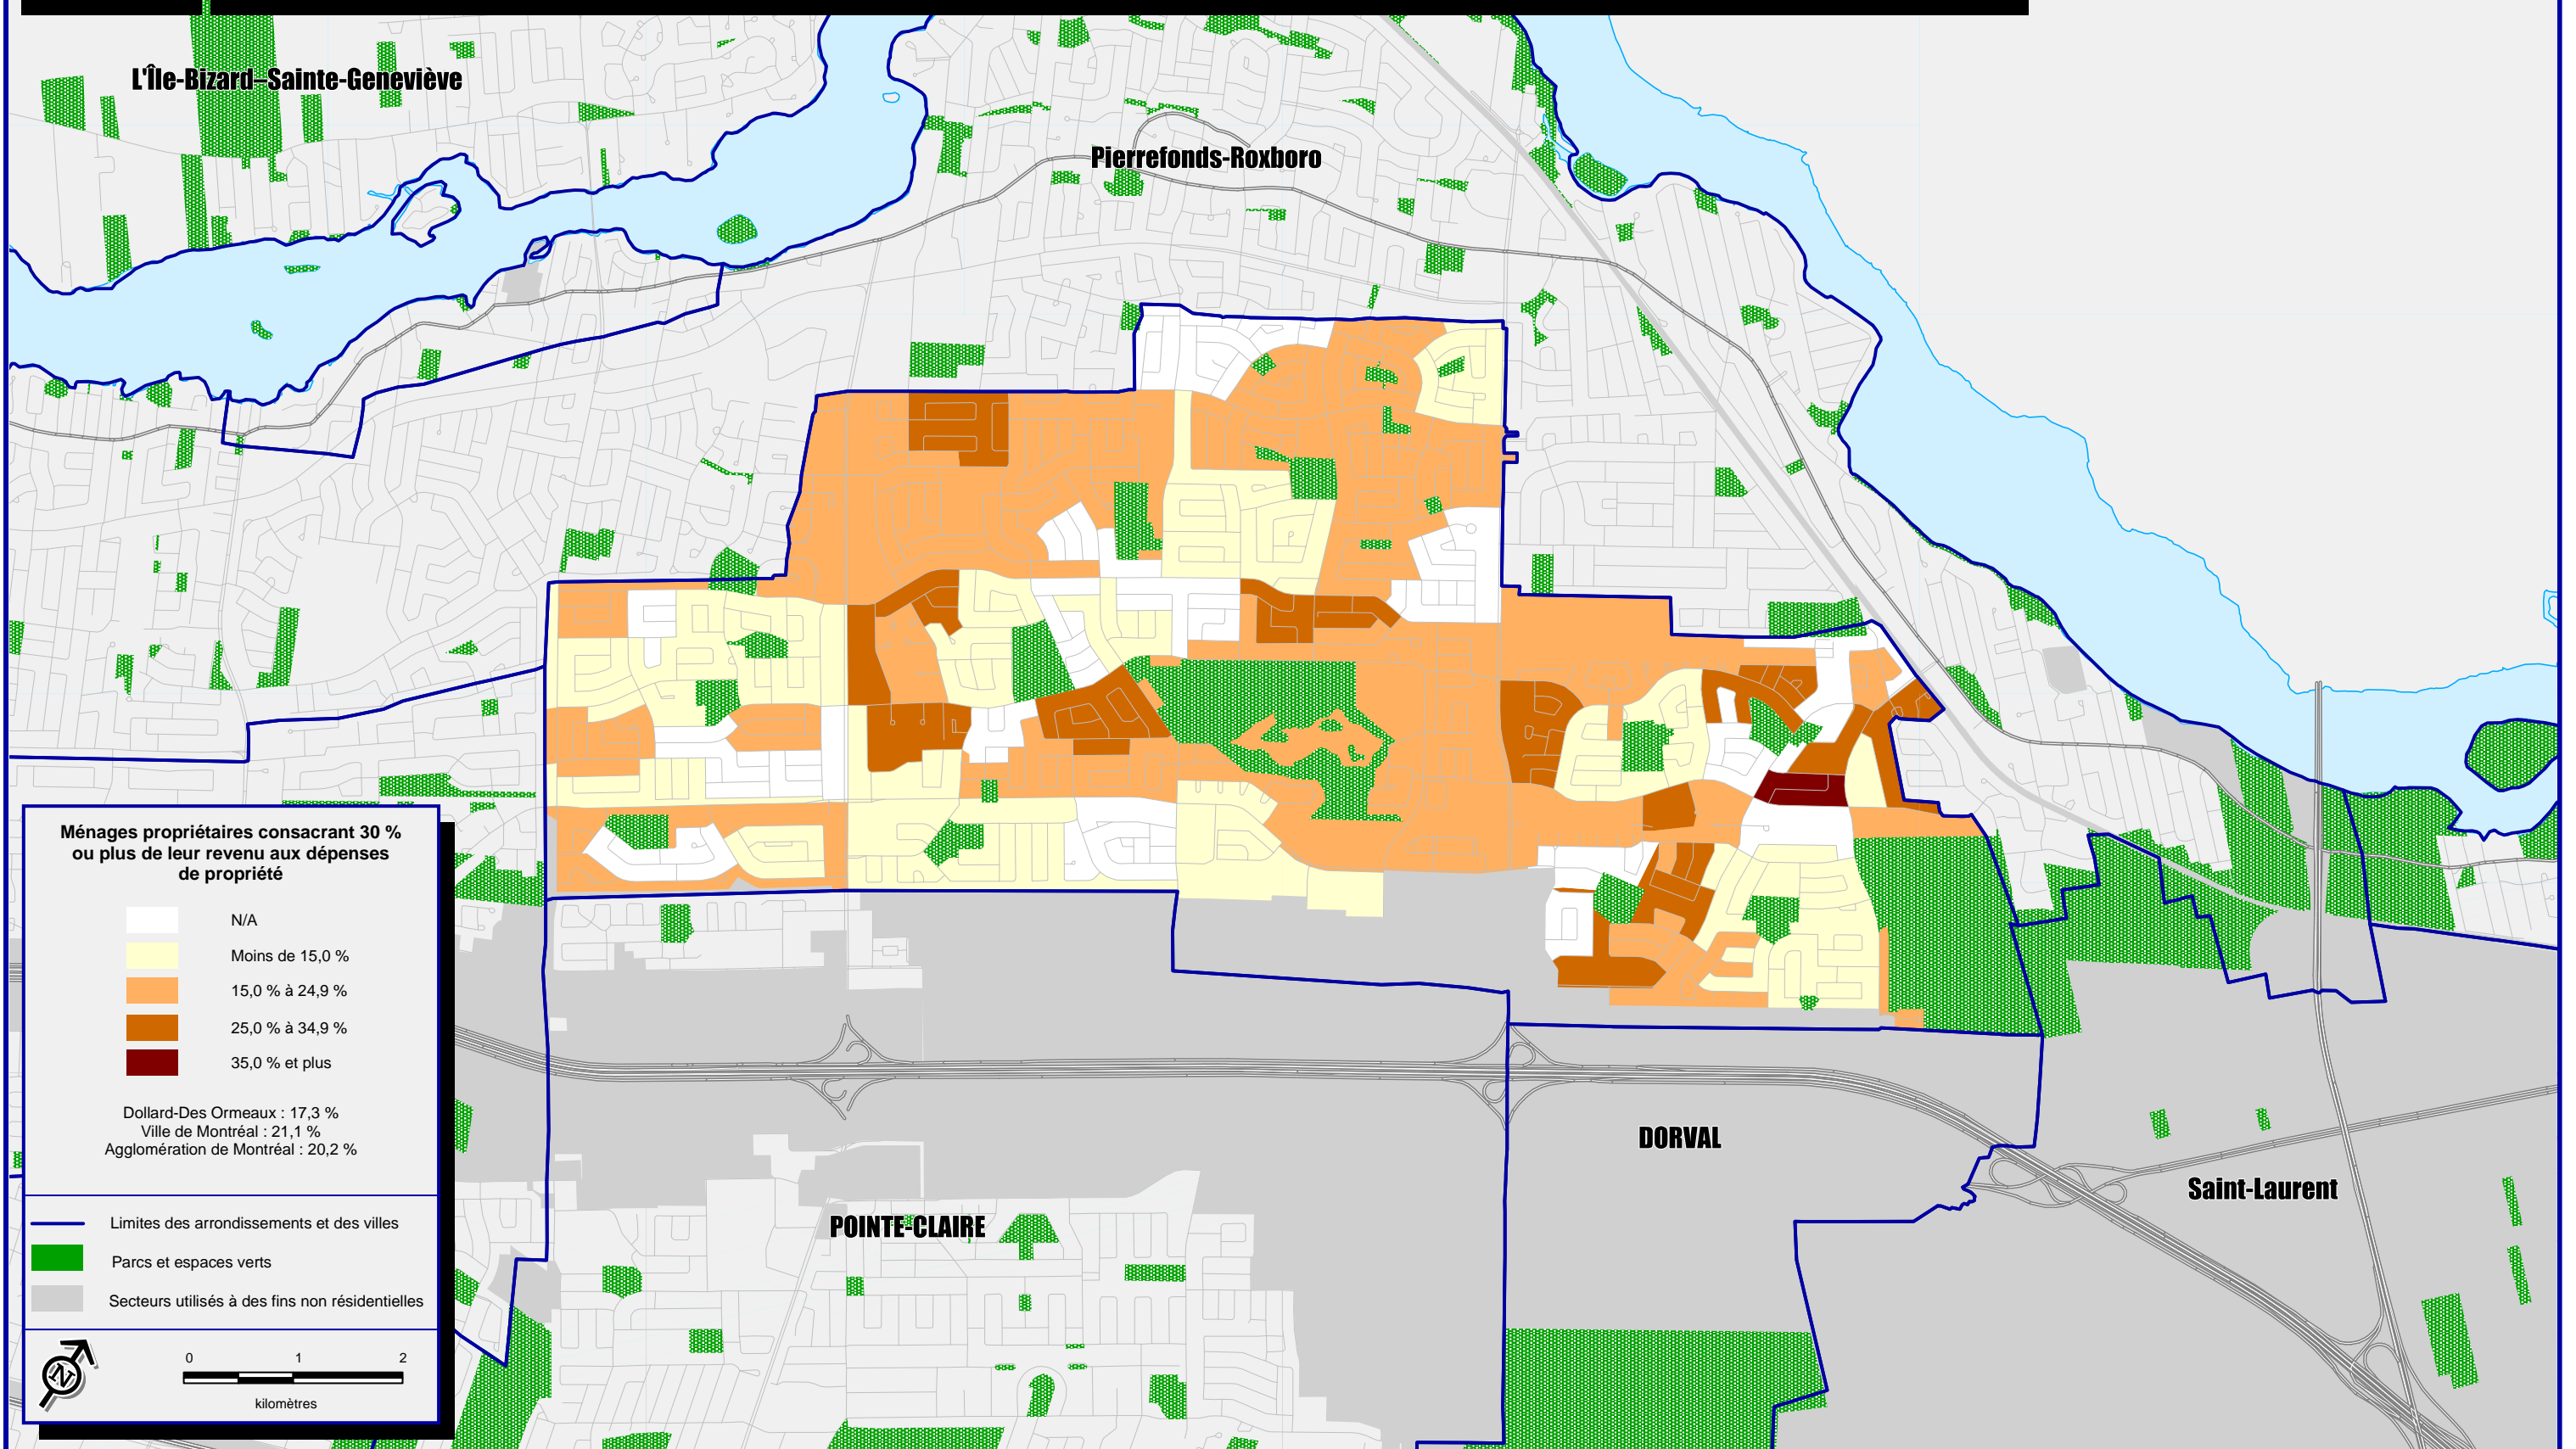 L'Île-Bizard–Sainte-Geneviève
Pierrefonds-Roxboro
Ménages propriétaires consacrant 30 %
ou plus de leur revenu aux dépenses
de propriété
N/A
Moins de 15,0 %
15,0 % à 24,9 %
25,0 % à 34,9 %
35,0 % et plus
Dollard-Des Ormeaux : 17,3 %
Ville de Montréal : 21,1 %
Agglomération de Montréal : 20,2 %
Limites des arrondissements et des villes
Parcs et espaces verts
Secteurs utilisés à des fins non résidentielles
N
0 1 2
kilomètres
DORVAL
Saint-Laurent
POINTE-CLAIRE